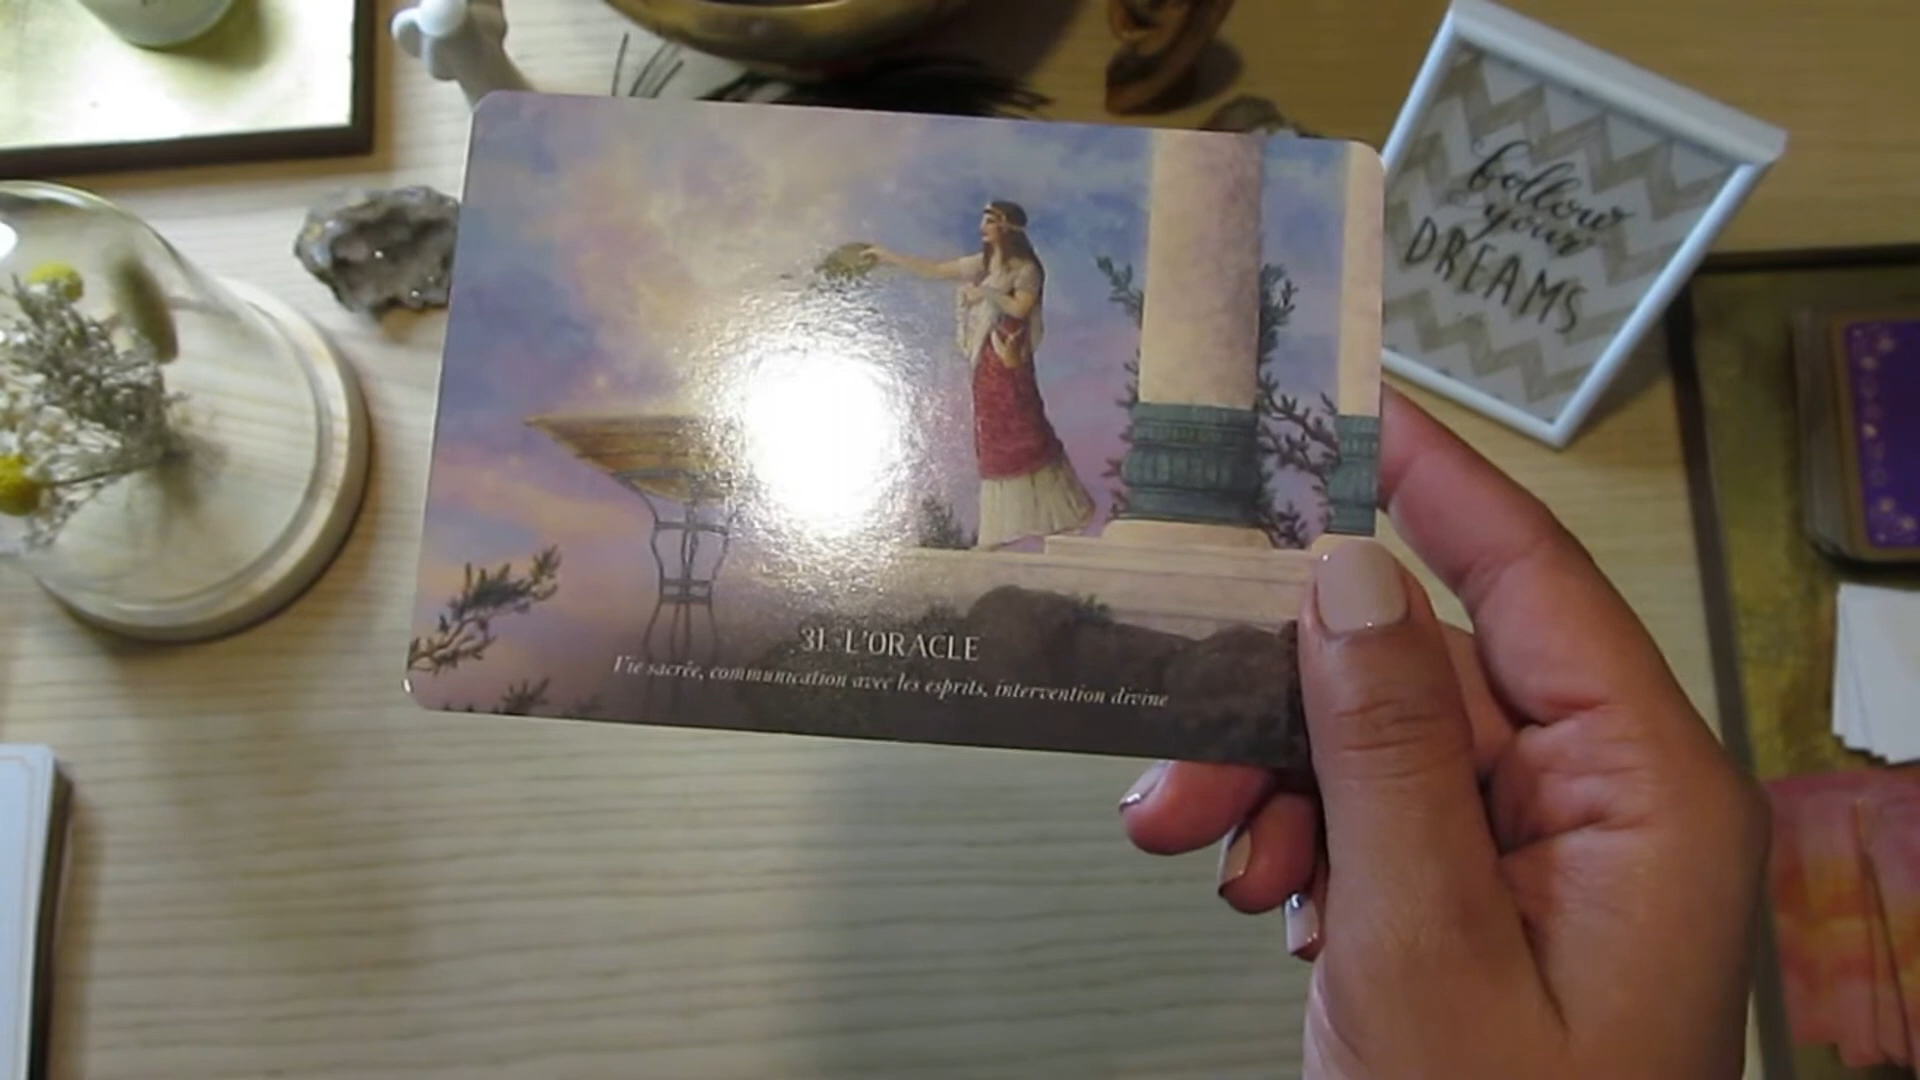 follow
your
DREAMS
31. L'ORACLE
Vie sacrée, communication avec les esprits, intervention divine